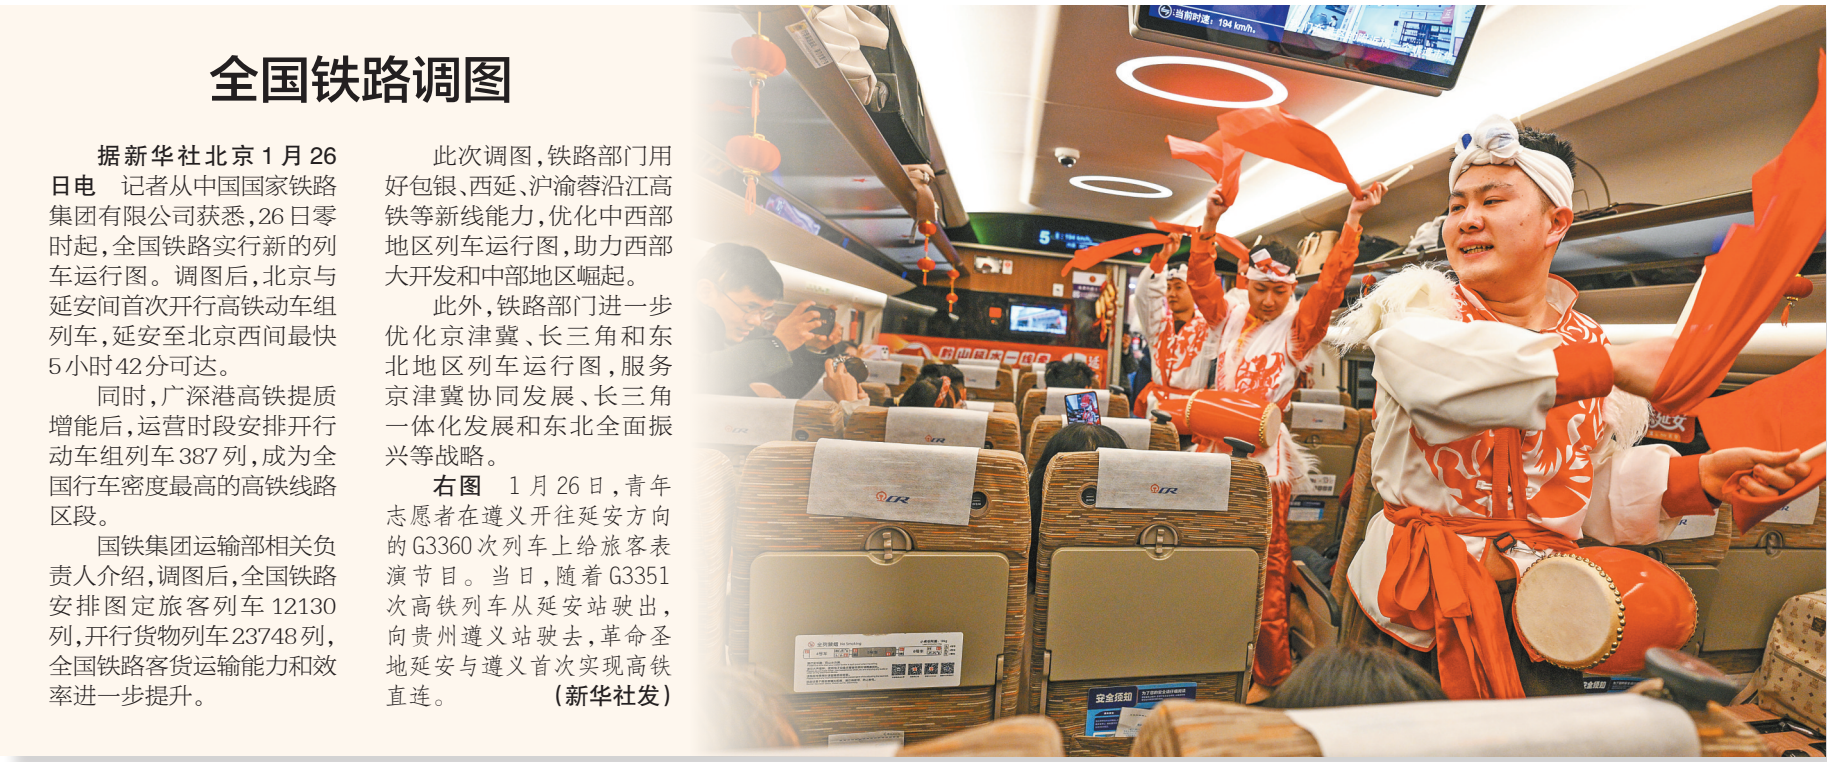 全国铁路调图
据新华社北京1月26
日电 记者从中国国家铁路
集团有限公司获悉,26日零
时起,全国铁路实行新的列
车运行图。调图后,北京与
延安间首次开行高铁动车组
列车,延安至北京西间最快
5小时42分可达。
同时,广深港高铁提质
增能后,运营时段安排开行
动车组列车387列,成为全
国行车密度最高的高铁线路
区段。
国铁集团运输部相关负
责人介绍,调图后,全国铁路
安排图定旅客列车12130
列,开行货物列车23748列,
全国铁路客货运输能力和效
率进一步提升。
此次调图,铁路部门用
好包银、西延、沪渝蓉沿江高
铁等新线能力,优化中西部
地区列车运行图,助力西部
大开发和中部地区崛起。
此外,铁路部门进一步
优化京津冀、长三角和东
北地区列车运行图,服务
京津冀协同发展、长三角
一体化发展和东北全面振
兴等战略。
右图 1月26日,青年
志愿者在遵义开往延安方向
的G3360次列车上给旅客表
演节目。当日,随着G3351
次高铁列车从延安站驶出,
向贵州遵义站驶去,革命圣
地延安与遵义首次实现高铁
直连。 (新华社发)
当前时速: 194 km/h。
5
CR
CR
CR
安全须知
安全须知